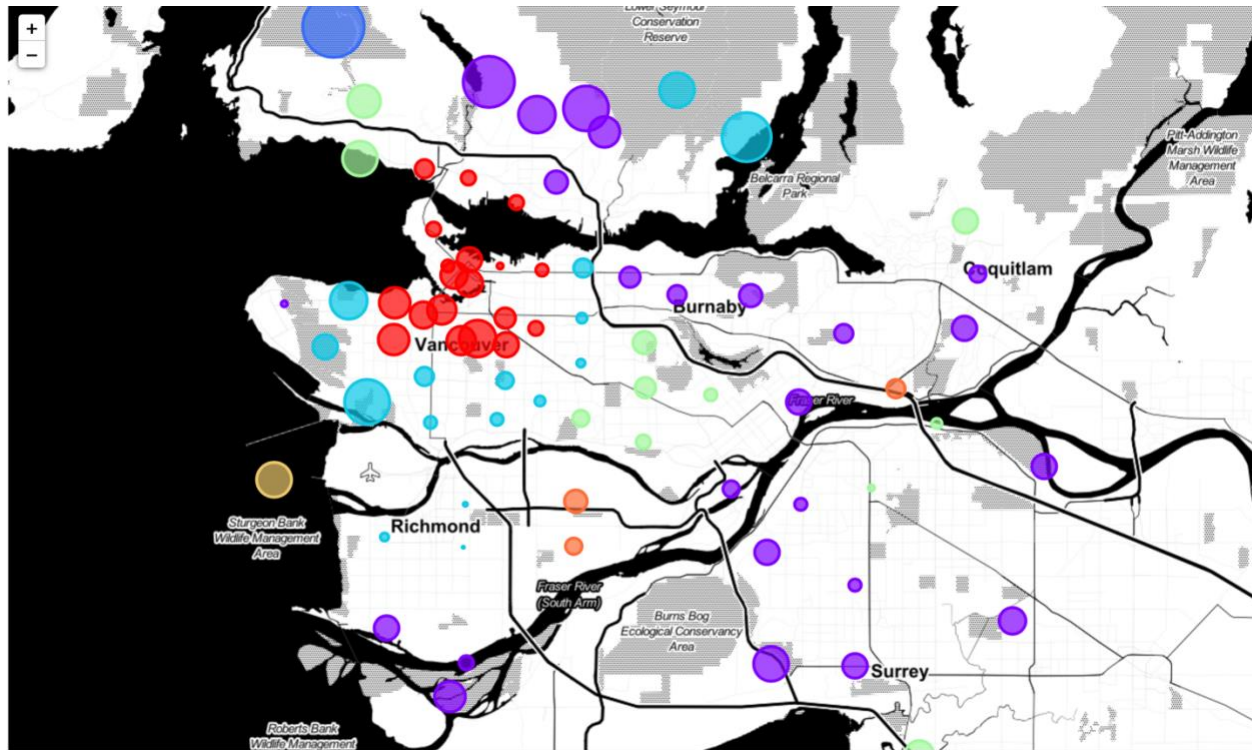 +
−
Lower Seymour
Conservation
Reserve
Pitt-Addington
Marsh Wildlife
Management
Area
Belcarra Regional
Park
Coquitlam
Burnaby
Vancouver
Fraser River
Sturgeon Bank
Wildlife Management
Area
Richmond
Fraser River
(South Arm)
Burns Bog
Ecological Conservancy
Area
Surrey
Roberts Bank
Wildlife Management